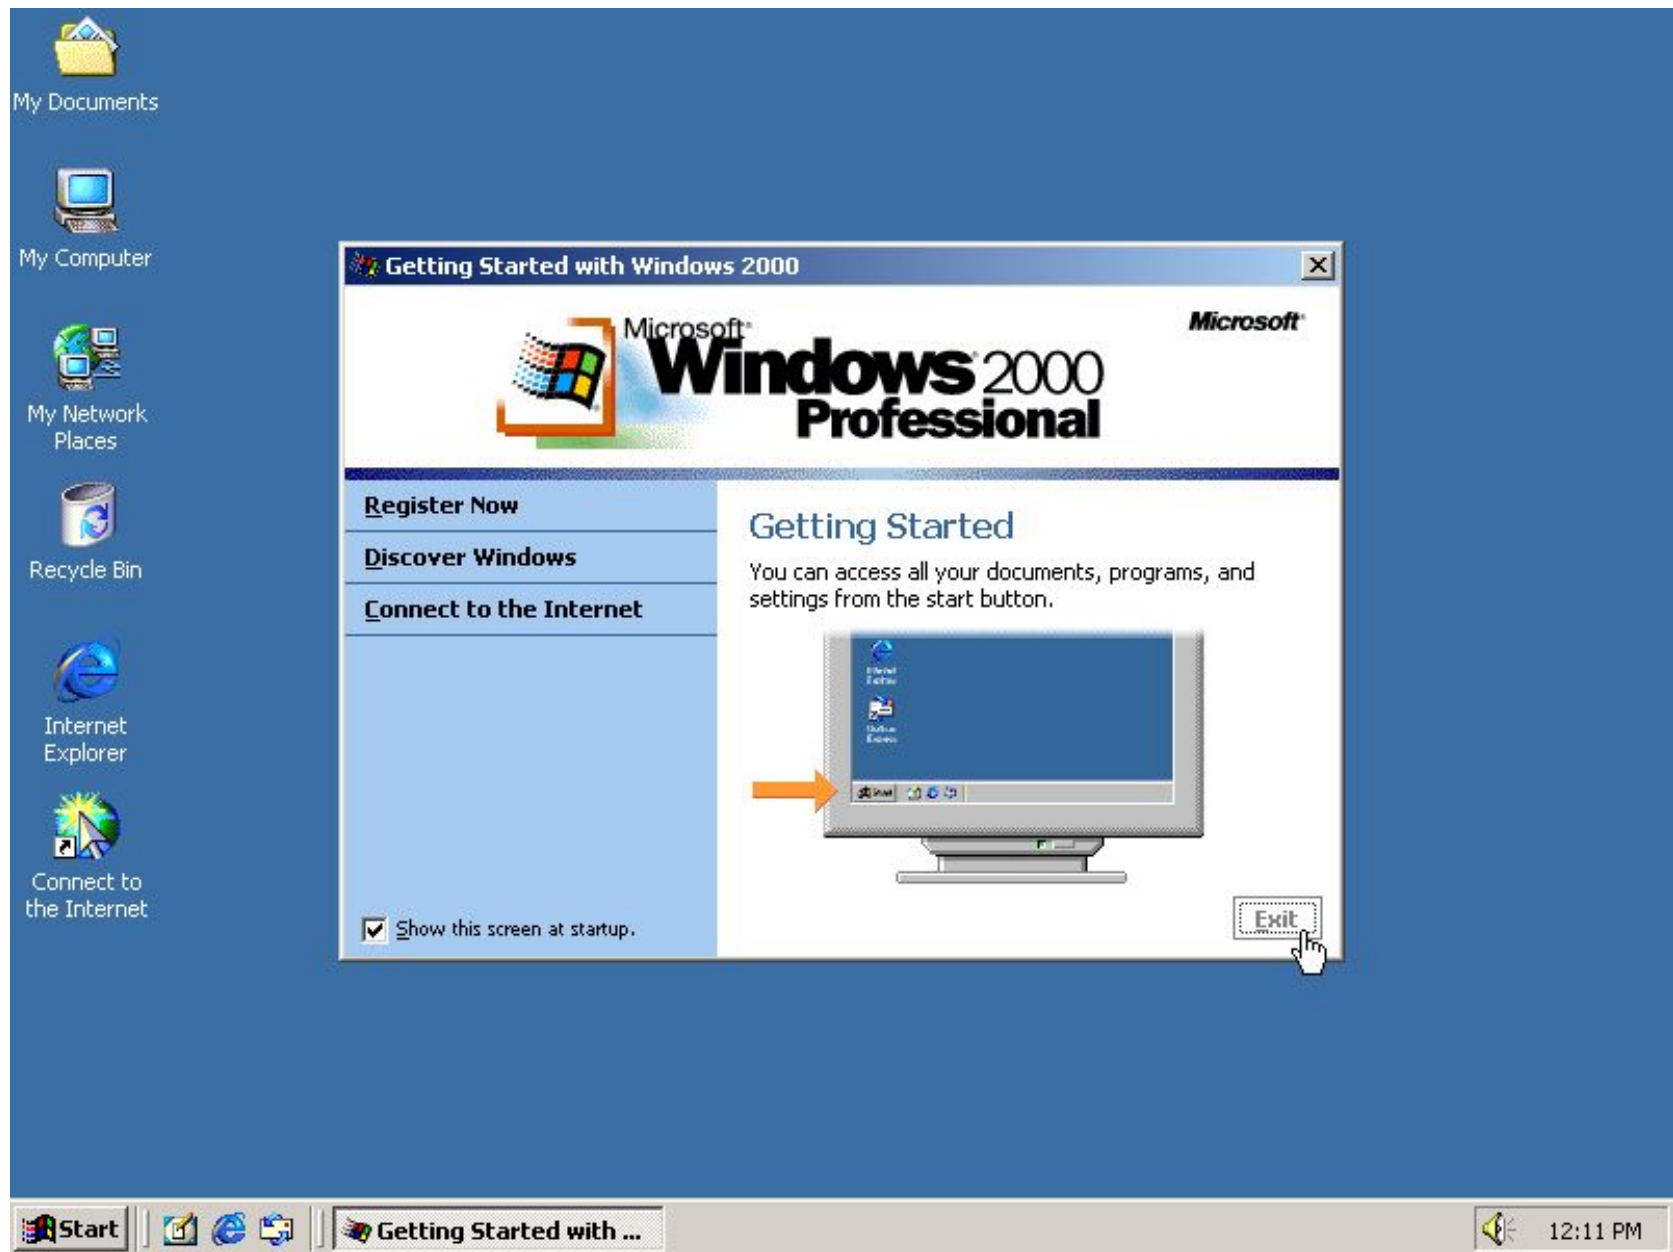 My Documents
My Computer
My Network
Places
Recycle Bin
Internet
Explorer
Connect to
the Internet
Getting Started with Windows 2000
Microsoft
Windows 2000
Professional
Microsoft
Register Now
Discover Windows
Connect to the Internet
Show this screen at startup.
Getting Started
You can access all your documents, programs, and
settings from the start button.
Exit
Start
Getting Started with ...
12:11 PM